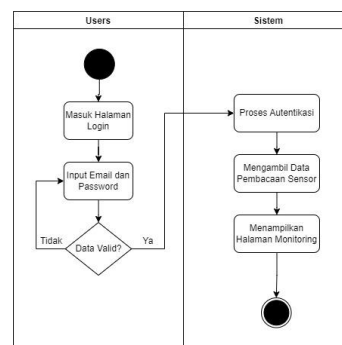 Users
Sistem
Masuk Halaman
Login
Proses Autentikasi
Input Email dan
Password
Mengambil Data
Pembacaan Sensor
Tidak
Data Valid?
Ya
Menampilkan
Halaman Monitoring